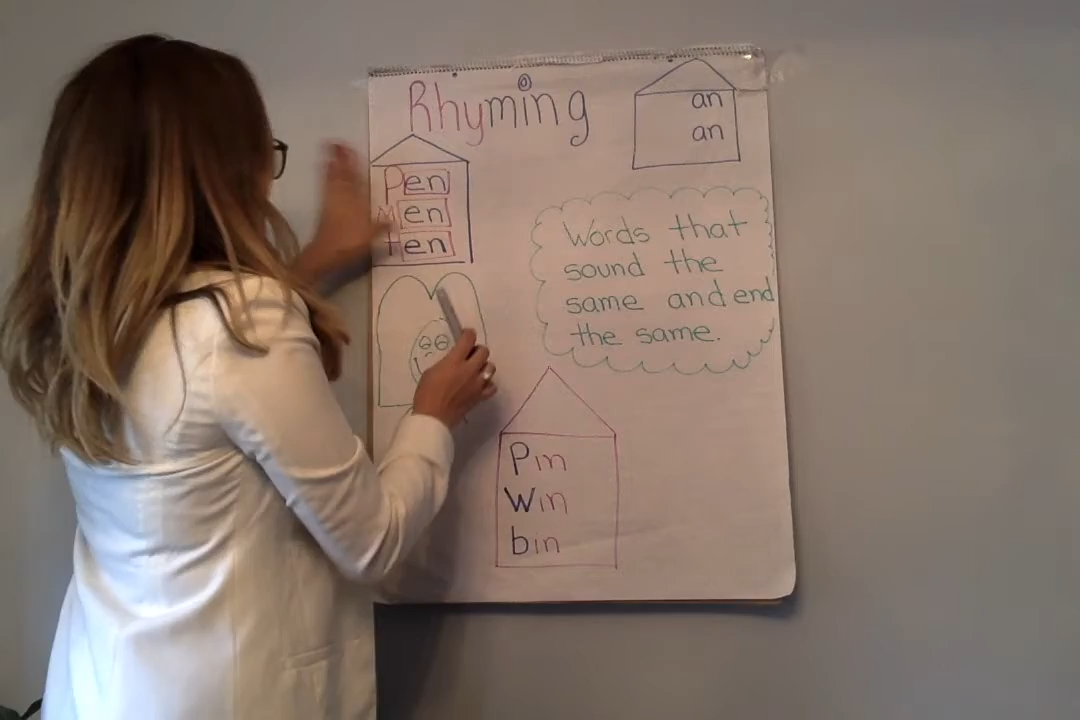 Rhyming
an
an
Pen
Men
ten
Words that
sound the
same and end
the same.
Pin
Win
bin